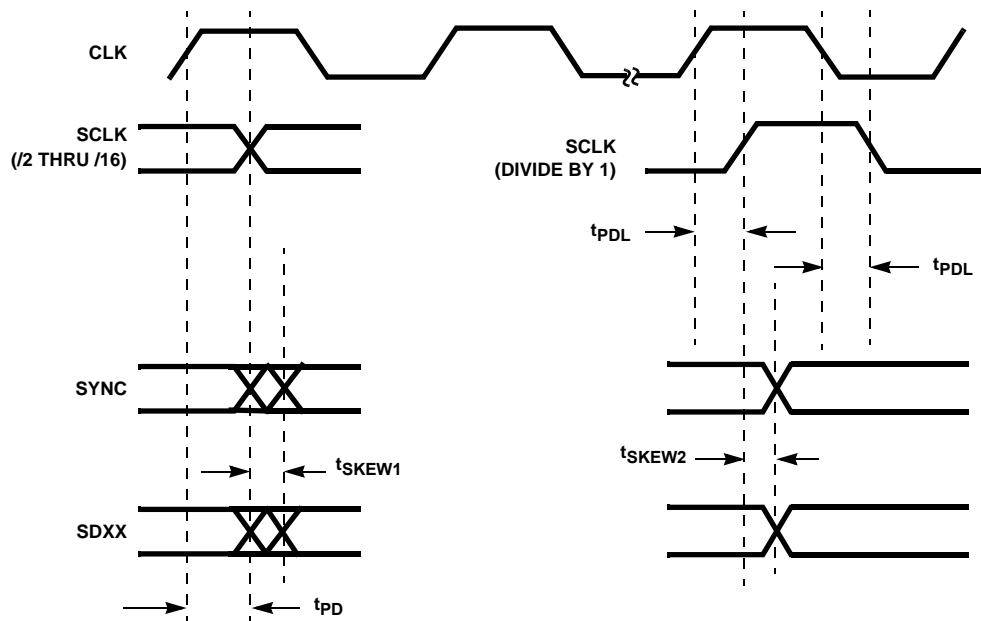 CLK
SCLK
(/2 THRU /16)
SCLK
(DIVIDE BY 1)
tPDL
tPDL
SYNC
tSKEW1
tSKEW2
SDXX
tPD